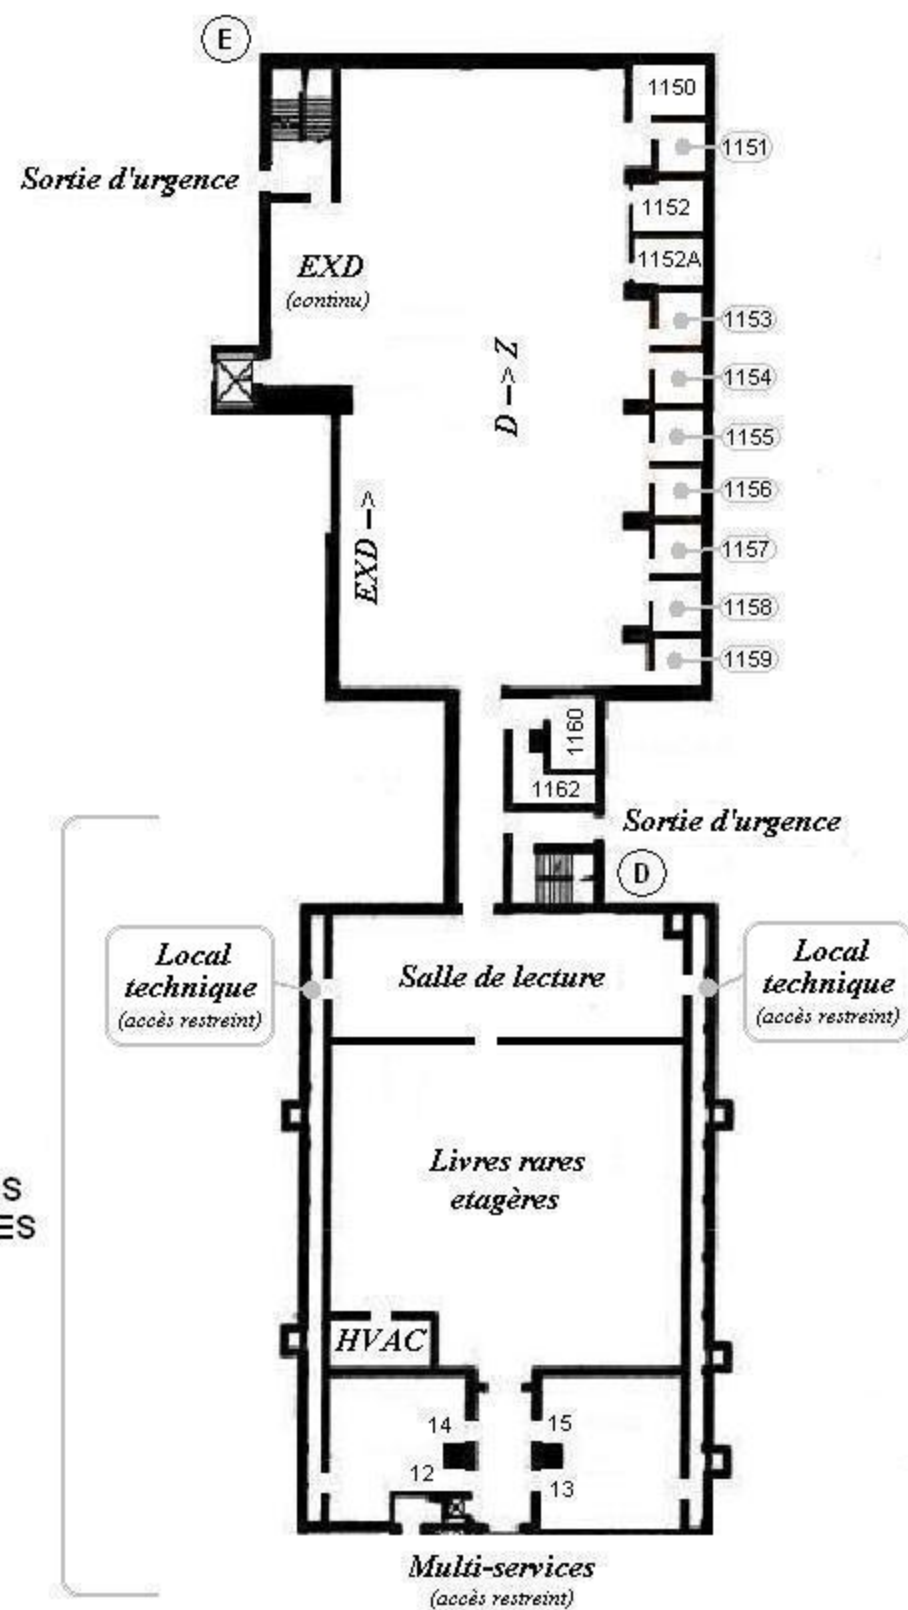 E
1150
1151
Sortie d'urgence
1152
1152A
EXD
(continu)
1153
D --> Z
1154
1155
1156
EXD -->
1157
1158
1159
1160
1162
Sortie d'urgence
D
Local
technique
(accès restreint)
Salle de lecture
Local
technique
(accès restreint)
Livres rares
etagères
S
ES
HVAC
14
15
12
13
Multi-services
(accès restreint)